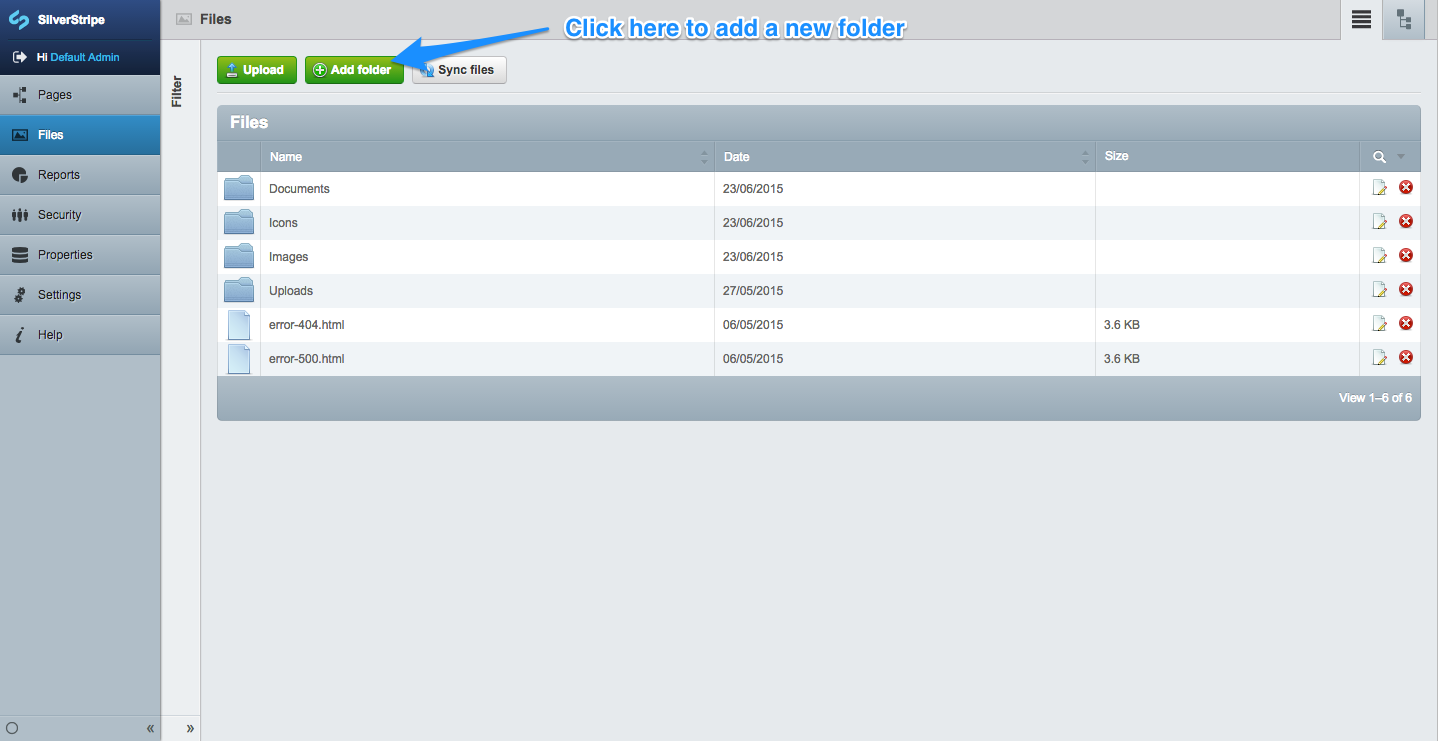 SilverStripe
Files
Click here to add a new folder
Hi Default Admin
Pages
Files
Reports
Security
Properties
Settings
Help
Filter
Upload
Add folder
Sync files
Files
Name Date Size
Documents 23/06/2015
Icons 23/06/2015
Images 23/06/2015
Uploads 27/05/2015
error-404.html 06/05/2015 3.6 KB
error-500.html 06/05/2015 3.6 KB
View 1–6 of 6
« »